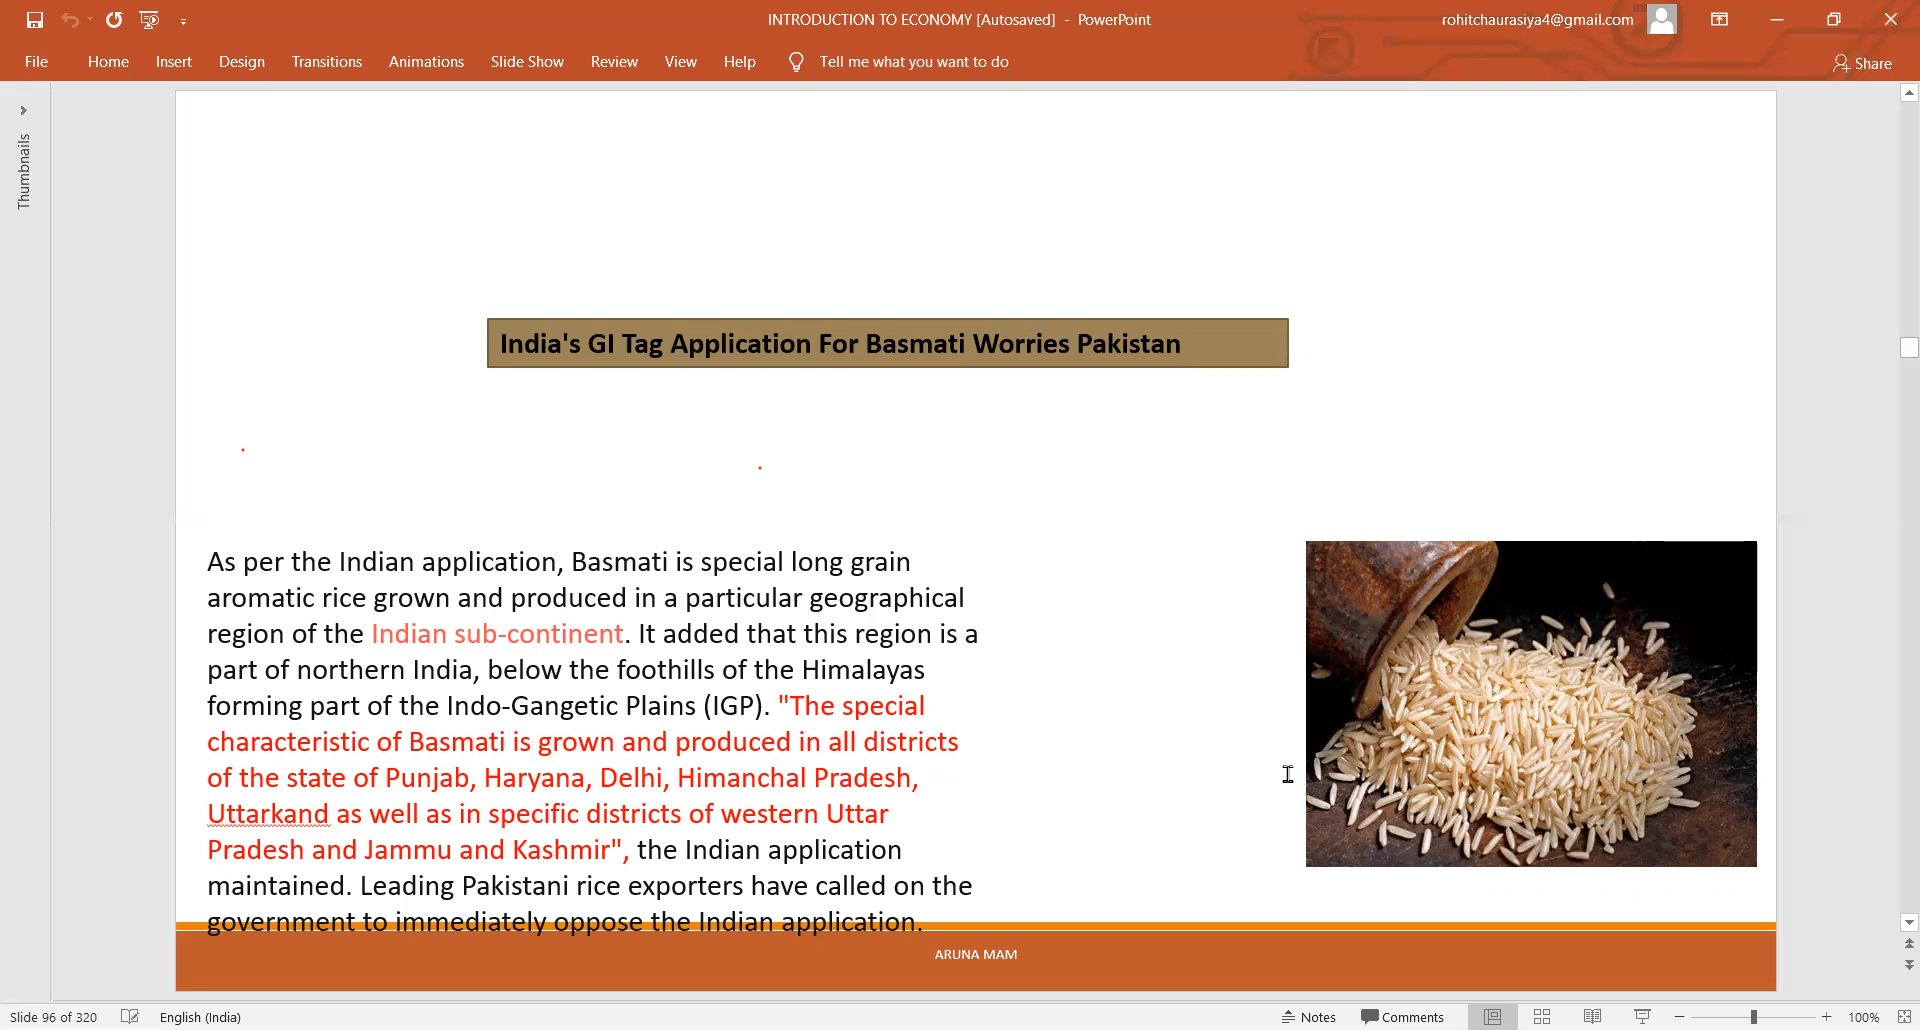 INTRODUCTION TO ECONOMY [Autosaved] - PowerPoint
rohitchaurasiya4@gmail.com
File Home Insert Design Transitions Animations Slide Show Review View Help Tell me what you want to do Share
Thumbnails
India's GI Tag Application For Basmati Worries Pakistan
As per the Indian application, Basmati is special long grain
aromatic rice grown and produced in a particular geographical
region of the Indian sub-continent. It added that this region is a
part of northern India, below the foothills of the Himalayas
forming part of the Indo-Gangetic Plains (IGP). "The special
characteristic of Basmati is grown and produced in all districts
of the state of Punjab, Haryana, Delhi, Himanchal Pradesh,
Uttarkand as well as in specific districts of western Uttar
Pradesh and Jammu and Kashmir", the Indian application
maintained. Leading Pakistani rice exporters have called on the
government to immediately oppose the Indian application.
ARUNA MAM
Slide 96 of 320 English (India) Notes Comments 100%